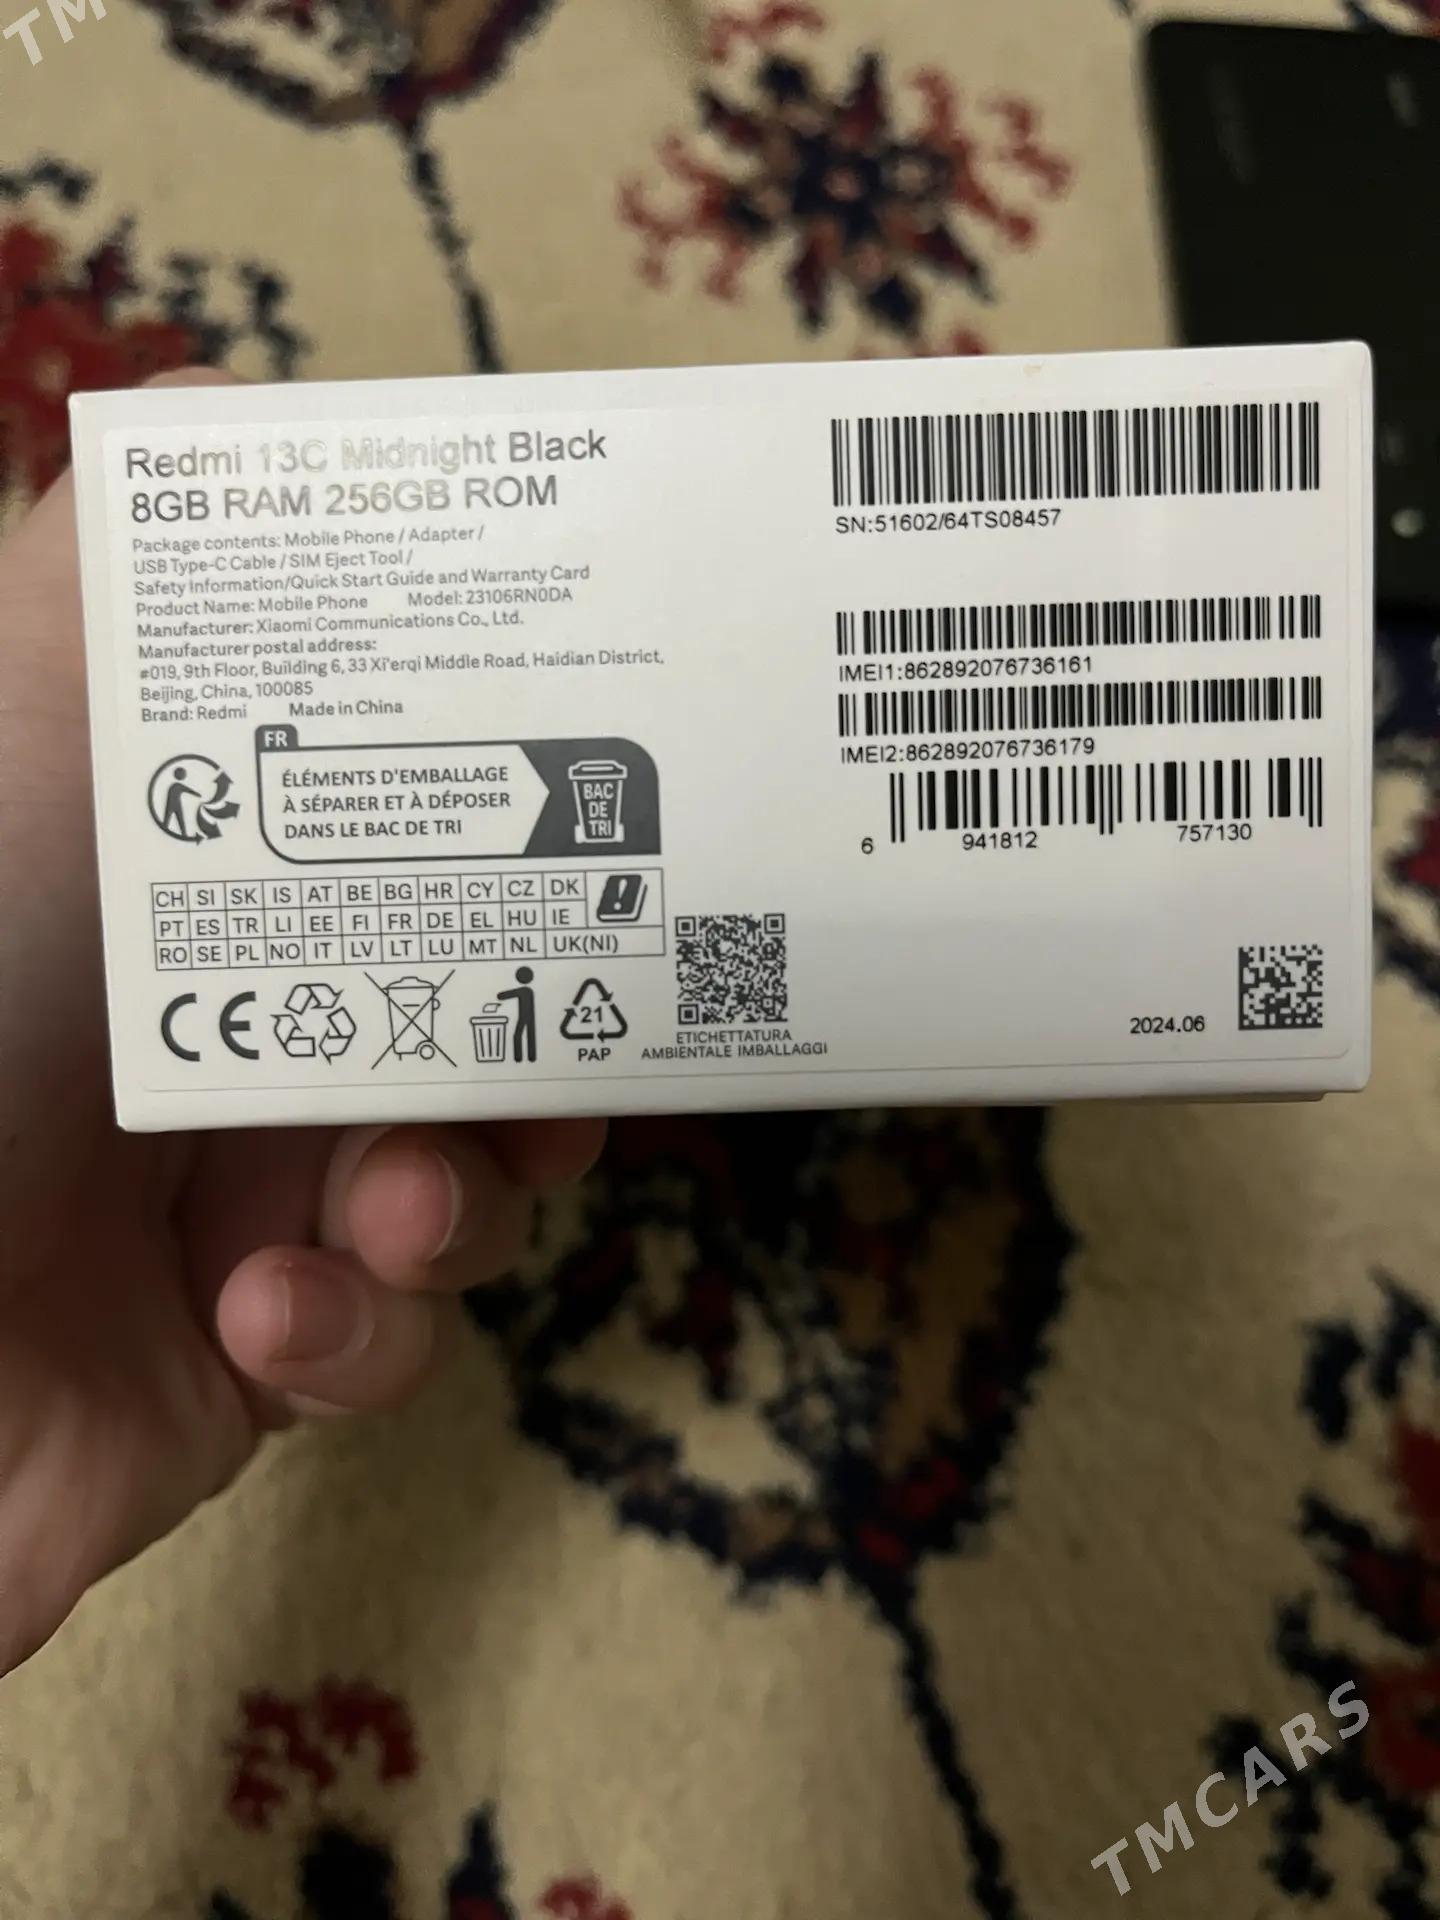 TM
Redmi 13C Midnight Black
8GB RAM 256GB ROM
Package contents: Mobile Phone / Adapter /
USB Type-C Cable / SIM Eject Tool /
Safety Information/Quick Start Guide and Warranty Card
Product Name: Mobile Phone Model: 23106RN0DA
Manufacturer: Xiaomi Communications Co., Ltd.
Manufacturer postal address:
#019, 9th Floor, Building 6, 33 Xi'erqi Middle Road, Haidian District,
Beijing, China, 100085
Brand: Redmi Made in China
FR
ÉLÉMENTS D'EMBALLAGE
À SÉPARER ET À DÉPOSER
DANS LE BAC DE TRI
BAC
DE
TRI
CH SI SK IS AT BE BG HR CY CZ DK
PT ES TR LI EE FI FR DE EL HU IE
RO SE PL NO IT LV LT LU MT NL UK(NI)
CE
21
PAP
ETICHETTATURA
AMBIENTALE IMBALLAGGI
SN:51602/64TS08457
IMEI1:862892076736161
IMEI2:862892076736179
6 941812 757130
2024.06
TMCARS